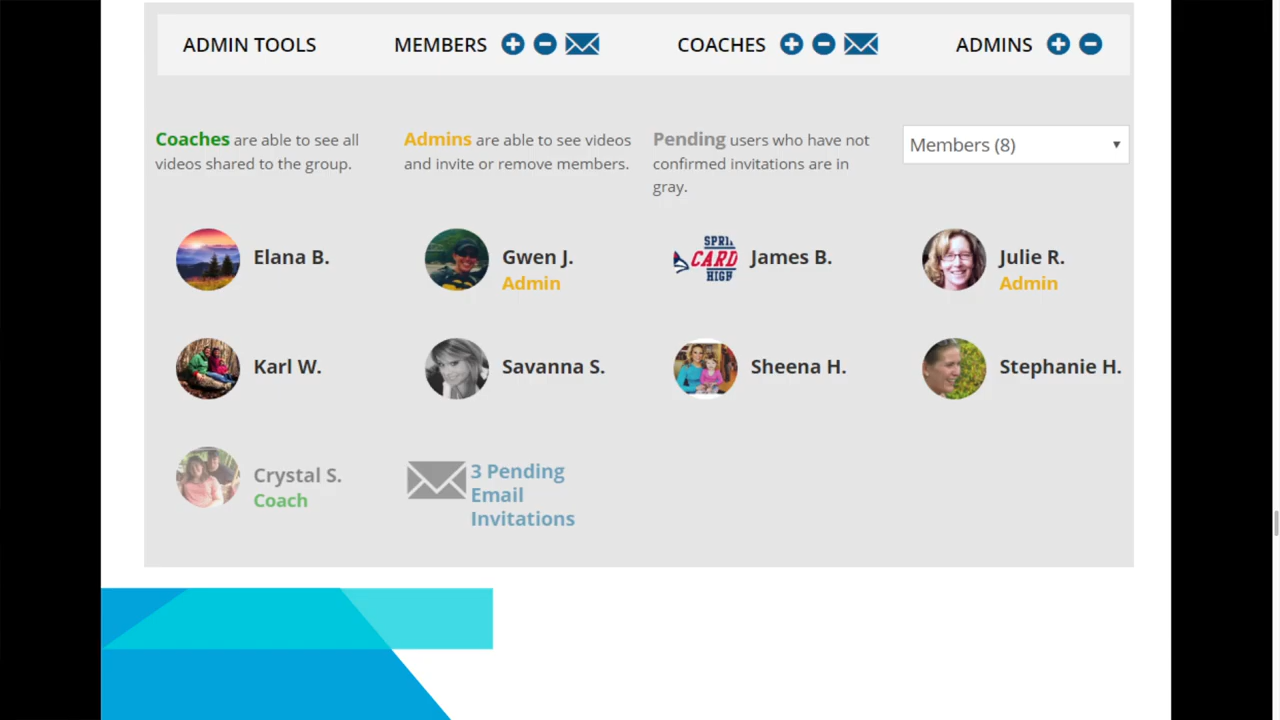 ADMIN TOOLS
MEMBERS
COACHES
ADMINS
Coaches are able to see all
videos shared to the group.
Admins are able to see videos
and invite or remove members.
Pending users who have not
confirmed invitations are in
gray.
Members (8)
Elana B.
Gwen J.
Admin
CARD
HIGH
James B.
Julie R.
Admin
Karl W.
Savanna S.
Sheena H.
Stephanie H.
Crystal S.
Coach
3 Pending
Email
Invitations